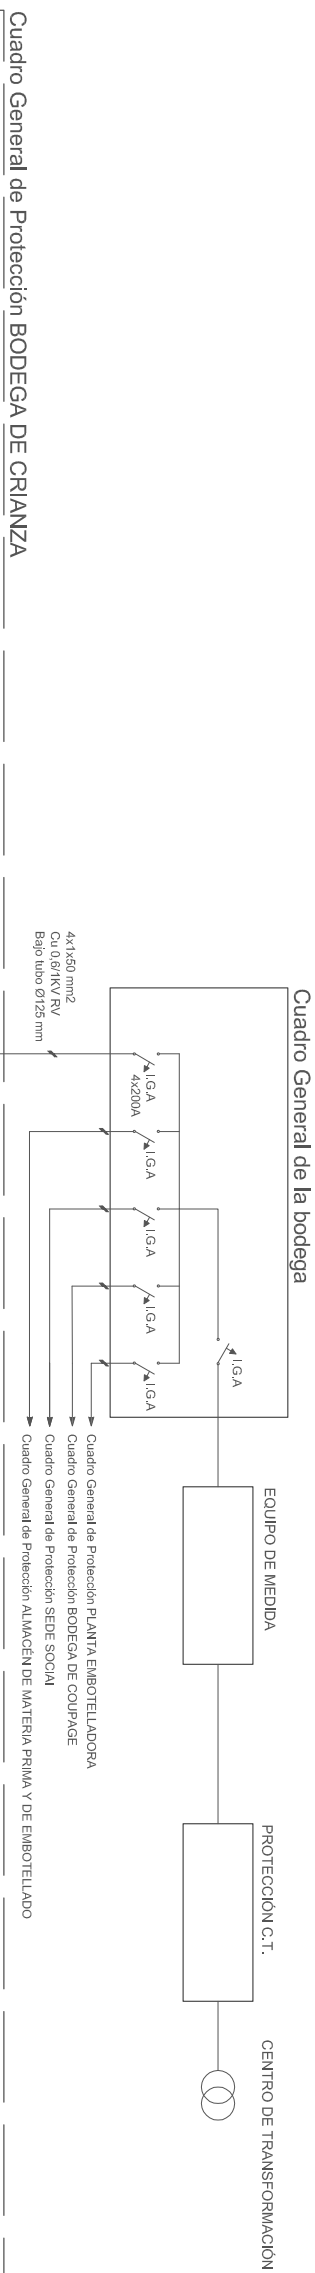 CENTRO DE TRANSFORMACIÓN
PROTECCIÓN C.T.
EQUIPO DE MEDIDA
Cuadro General de la bodega
I.G.A
I.G.A
4x200A
I.G.A
I.G.A
I.G.A
I.G.A
4x1x50 mm2
Cu 0,6/1KV RV
Bajo tubo Ø125 mm
Cuadro General de Protección PLANTA EMBOTELLADORA
Cuadro General de Protección BODEGA DE COUPAGE
Cuadro General de Protección SEDE SOCIAl
Cuadro General de Protección ALMACÉN DE MATERIA PRIMA Y DE EMBOTELLADO
Cuadro General de Protección BODEGA DE CRIANZA